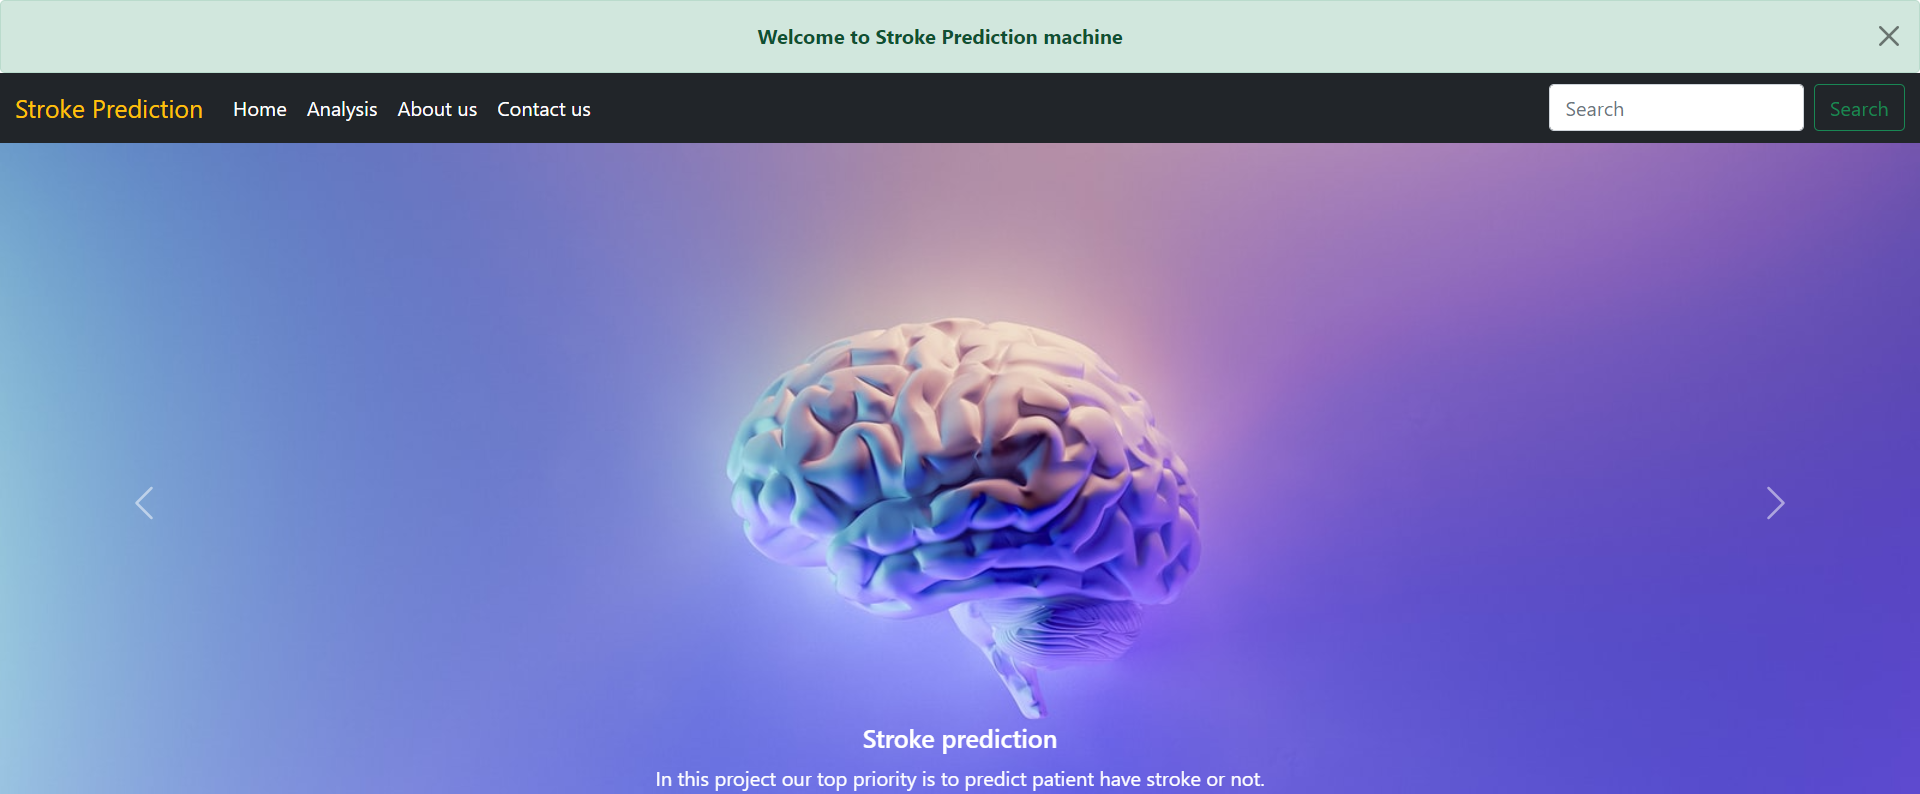 Welcome to Stroke Prediction machine
Stroke Prediction Home Analysis About us Contact us Search Search
Stroke prediction
In this project our top priority is to predict patient have stroke or not.